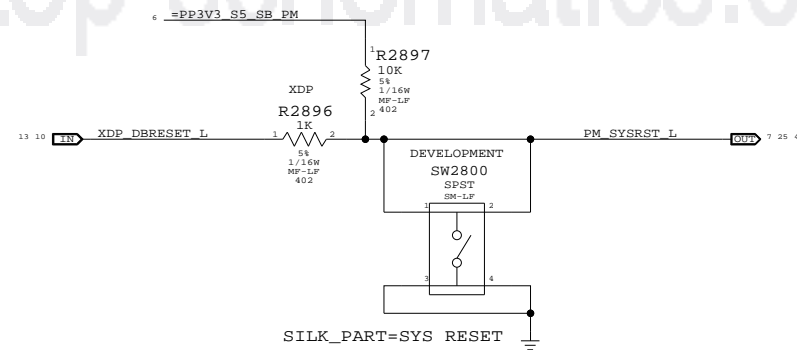 6 =PP3V3_S5_SB_PM
1
R2897
10K
5%
1/16W
MF-LF
402
2
XDP
R2896
1K
1 2
5%
1/16W
MF-LF
402
13 10 IN XDP_DBRESET_L
PM_SYSRST_L OUT 7 25
DEVELOPMENT
SW2800
SPST
SM-LF
1 2
3 4
SILK_PART=SYS RESET